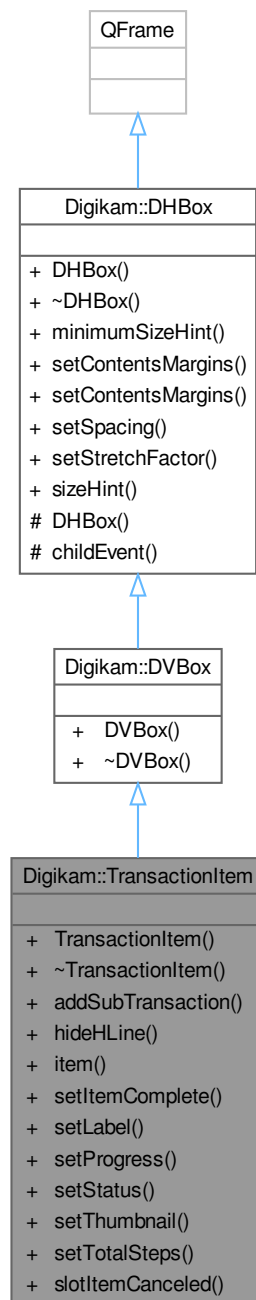 QFrame
Digikam::DHBox
+ DHBox()
+ ~DHBox()
+ minimumSizeHint()
+ setContentsMargins()
+ setContentsMargins()
+ setSpacing()
+ setStretchFactor()
+ sizeHint()
# DHBox()
# childEvent()
Digikam::DVBox
+ DVBox()
+ ~DVBox()
Digikam::TransactionItem
+ TransactionItem()
+ ~TransactionItem()
+ addSubTransaction()
+ hideHLine()
+ item()
+ setItemComplete()
+ setLabel()
+ setProgress()
+ setStatus()
+ setThumbnail()
+ setTotalSteps()
+ slotItemCanceled()